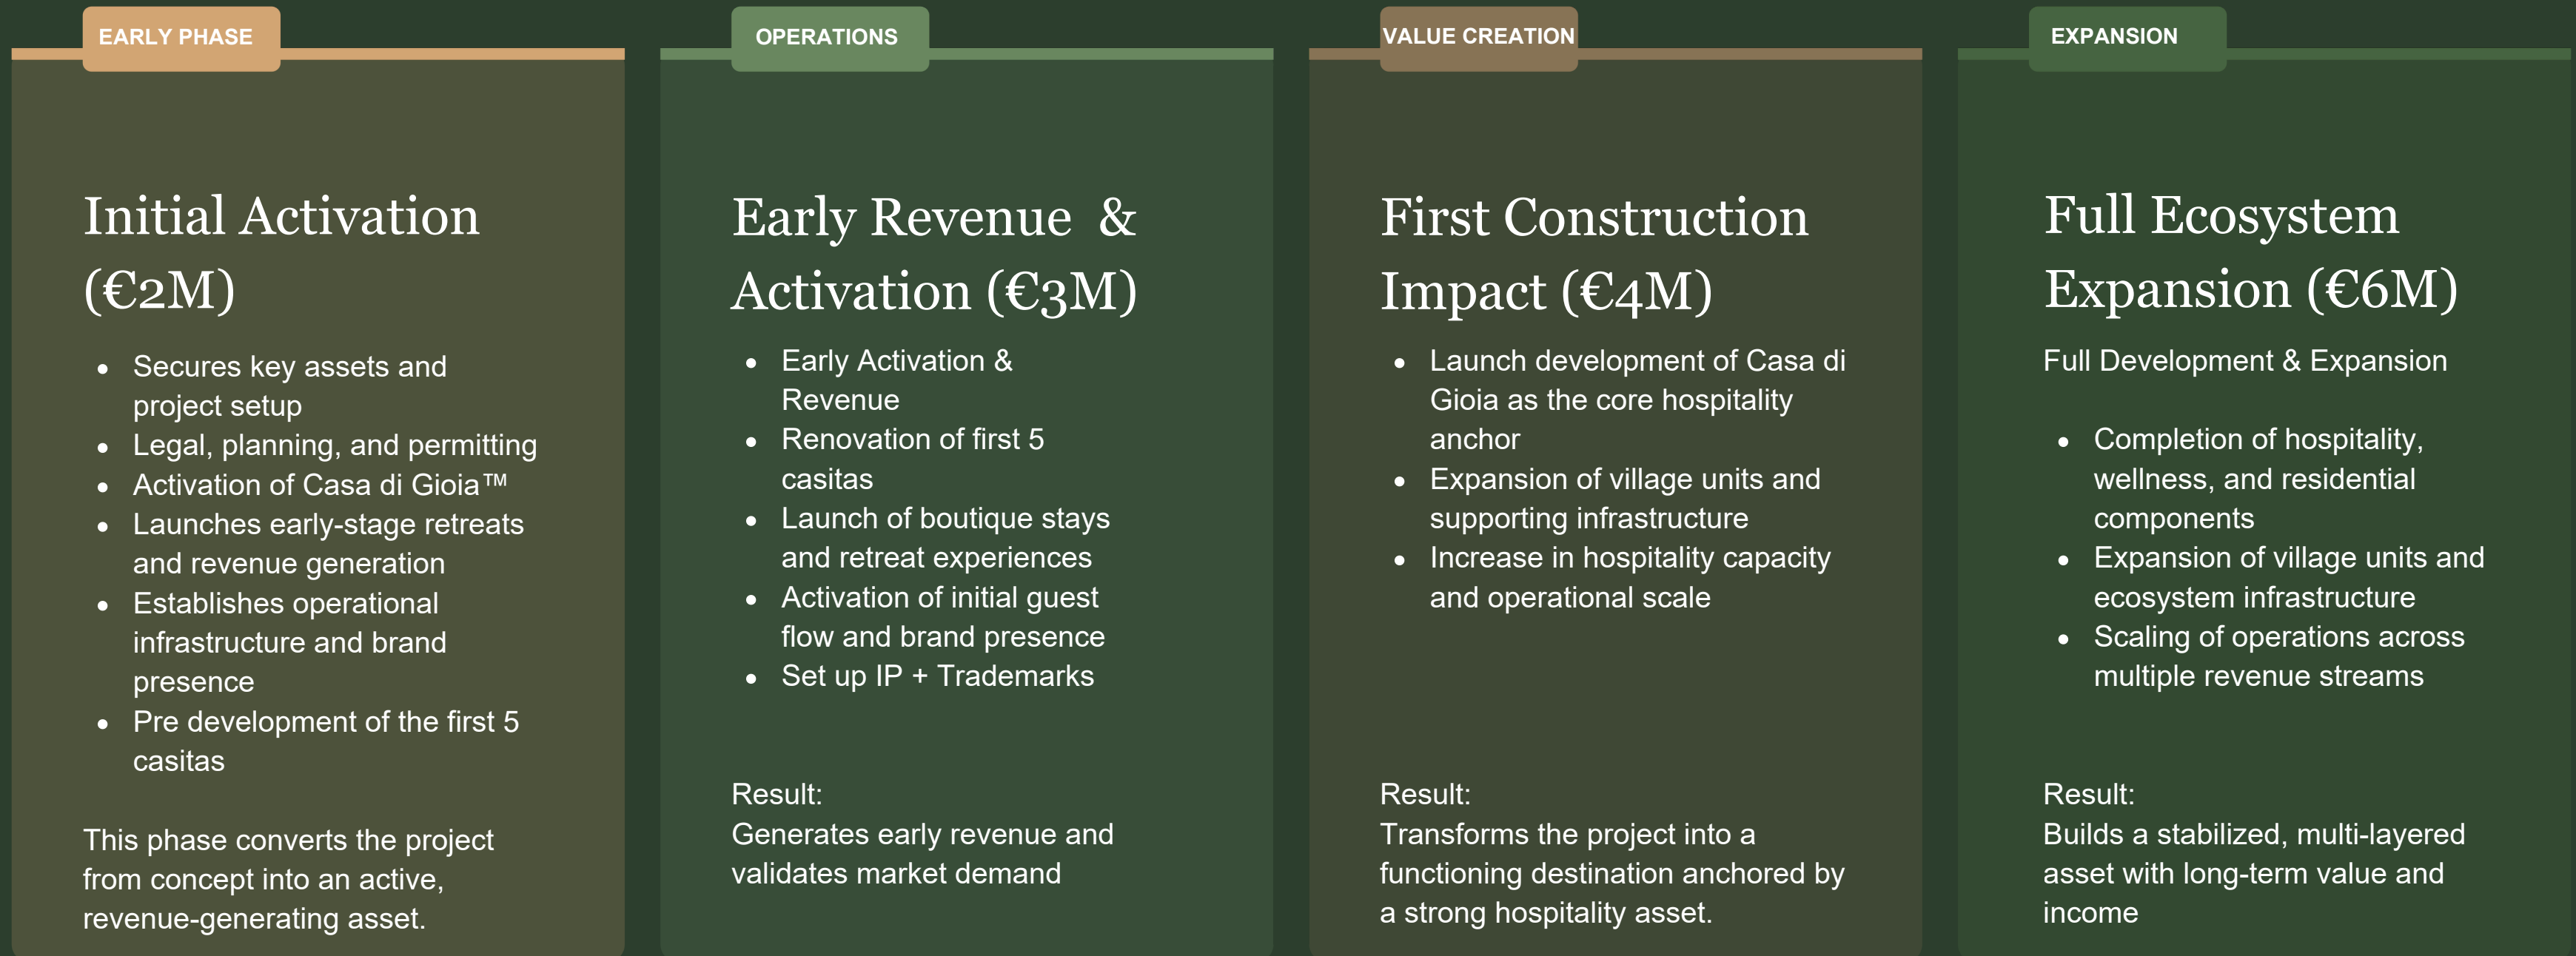 EARLY PHASE
Initial Activation
(€2M)
• Secures key assets and
project setup
• Legal, planning, and permitting
• Activation of Casa di Gioia™
• Launches early-stage retreats
and revenue generation
• Establishes operational
infrastructure and brand
presence
• Pre development of the first 5
casitas
This phase converts the project
from concept into an active,
revenue-generating asset.
OPERATIONS
Early Revenue  &
Activation (€3M)
• Early Activation &
Revenue
• Renovation of first 5
casitas
• Launch of boutique stays
and retreat experiences
• Activation of initial guest
flow and brand presence
• Set up IP + Trademarks
Result:
Generates early revenue and
validates market demand
VALUE CREATION
First Construction
Impact (€4M)
• Launch development of Casa di
Gioia as the core hospitality
anchor
• Expansion of village units and
supporting infrastructure
• Increase in hospitality capacity
and operational scale
Result:
Transforms the project into a
functioning destination anchored by
a strong hospitality asset.
EXPANSION
Full Ecosystem
Expansion (€6M)
Full Development & Expansion
• Completion of hospitality,
wellness, and residential
components
• Expansion of village units and
ecosystem infrastructure
• Scaling of operations across
multiple revenue streams
Result:
Builds a stabilized, multi-layered
asset with long-term value and
income